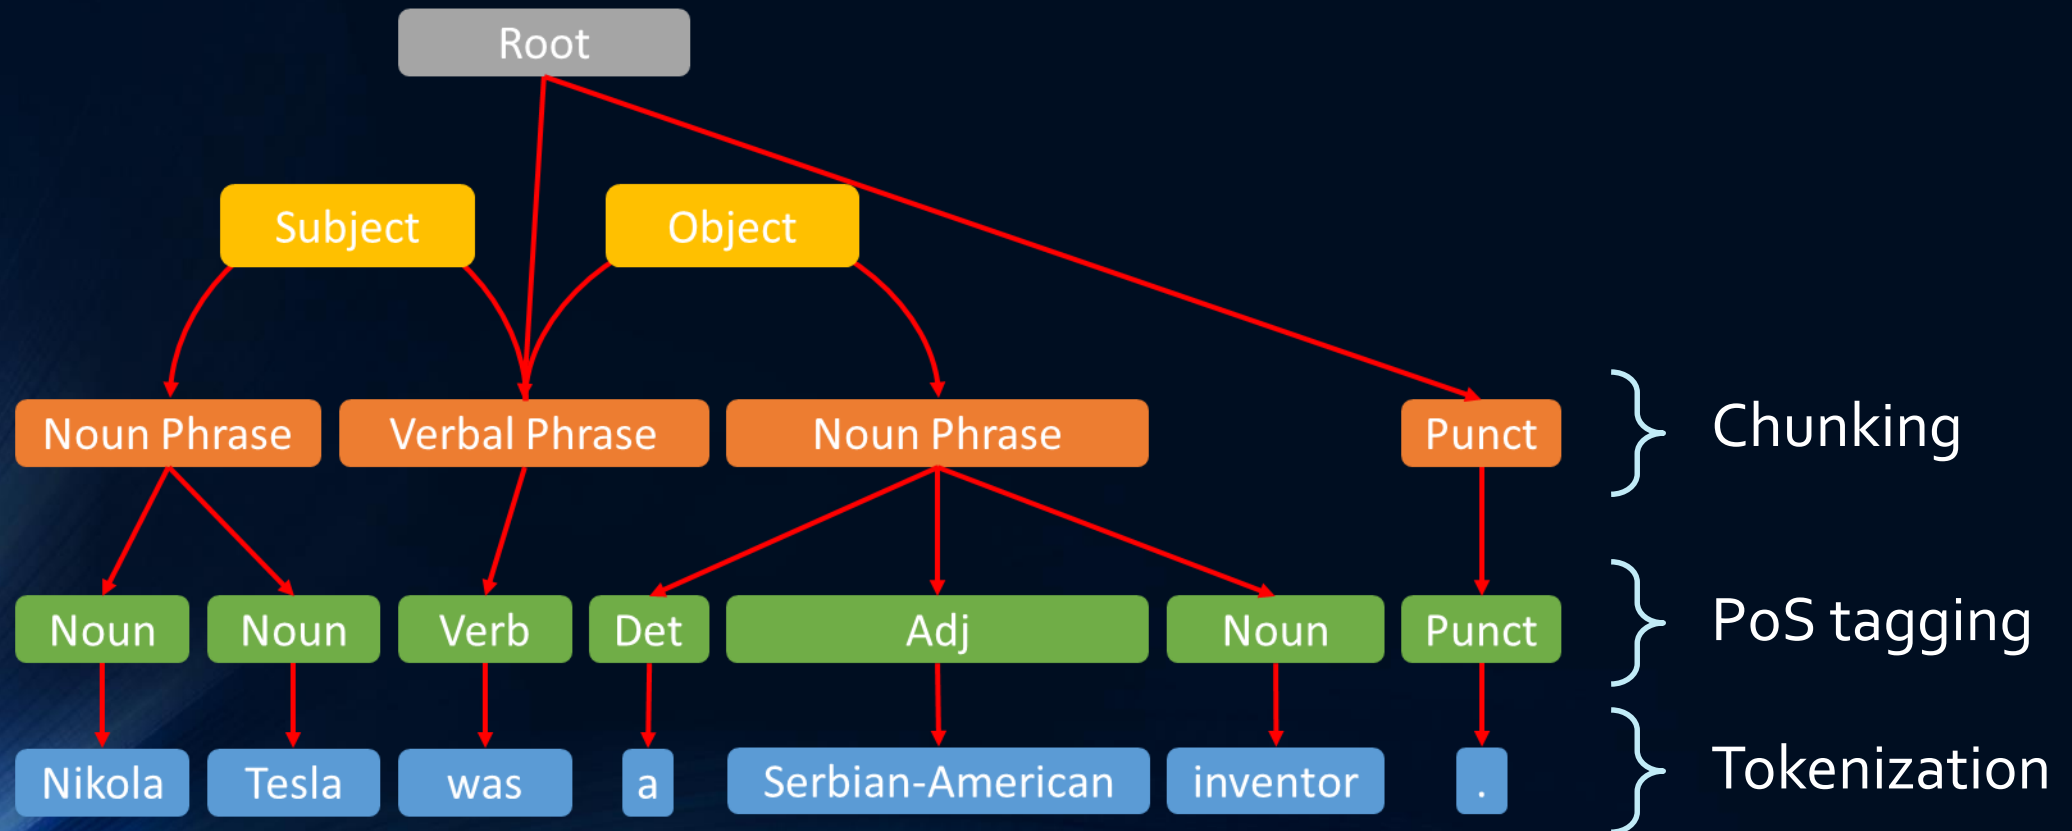 Root
Subject Object
Noun Phrase Verbal Phrase Noun Phrase Punct Chunking
Noun Noun Verb Det Adj Noun Punct PoS tagging
Nikola Tesla was a Serbian-American inventor . Tokenization